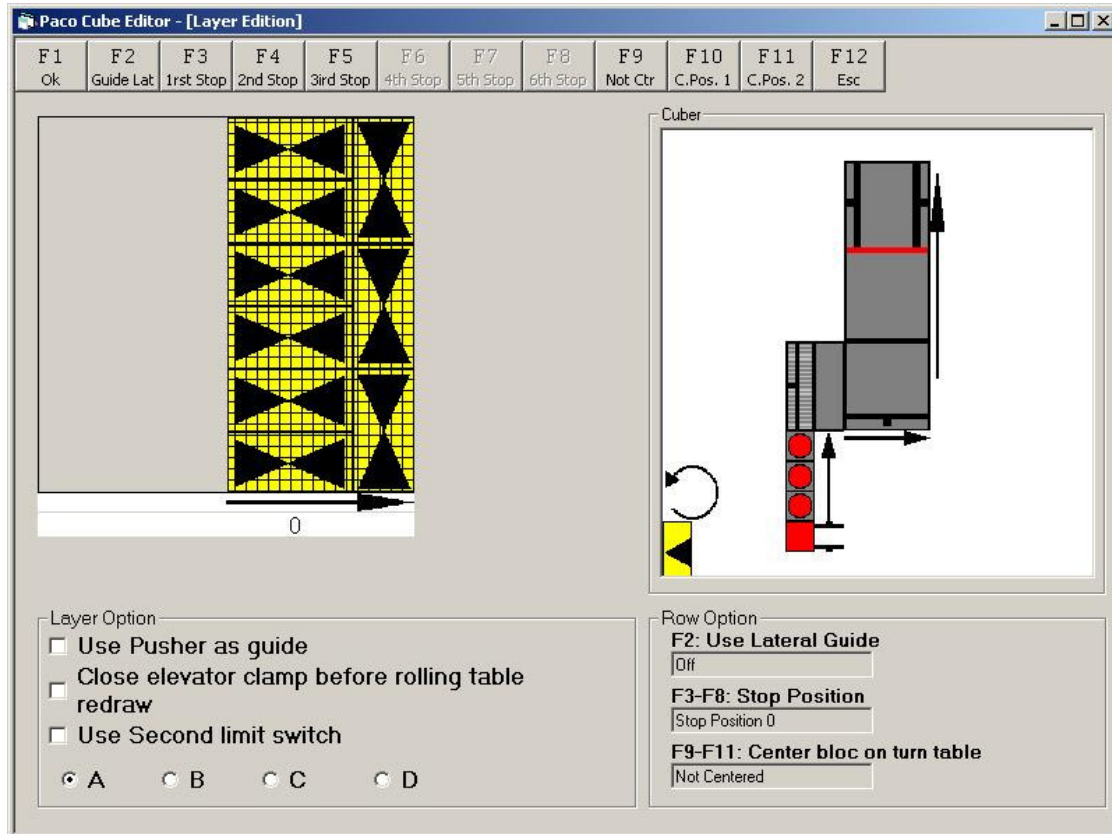 Paco Cube Editor - [Layer Edition]
F1 F2 F3 F4 F5 F6 F7 F8 F9 F10 F11 F12
Ok Guide Lat 1rst Stop 2nd Stop 3ird Stop 4th Stop 5th Stop 6th Stop Not Ctr C.Pos. 1 C.Pos. 2 Esc
Cuber
0
Layer Option
Use Pusher as guide
Close elevator clamp before rolling table
redraw
Use Second limit switch
A B C D
Row Option
F2: Use Lateral Guide
Off
F3-F8: Stop Position
Stop Position 0
F9-F11: Center bloc on turn table
Not Centered